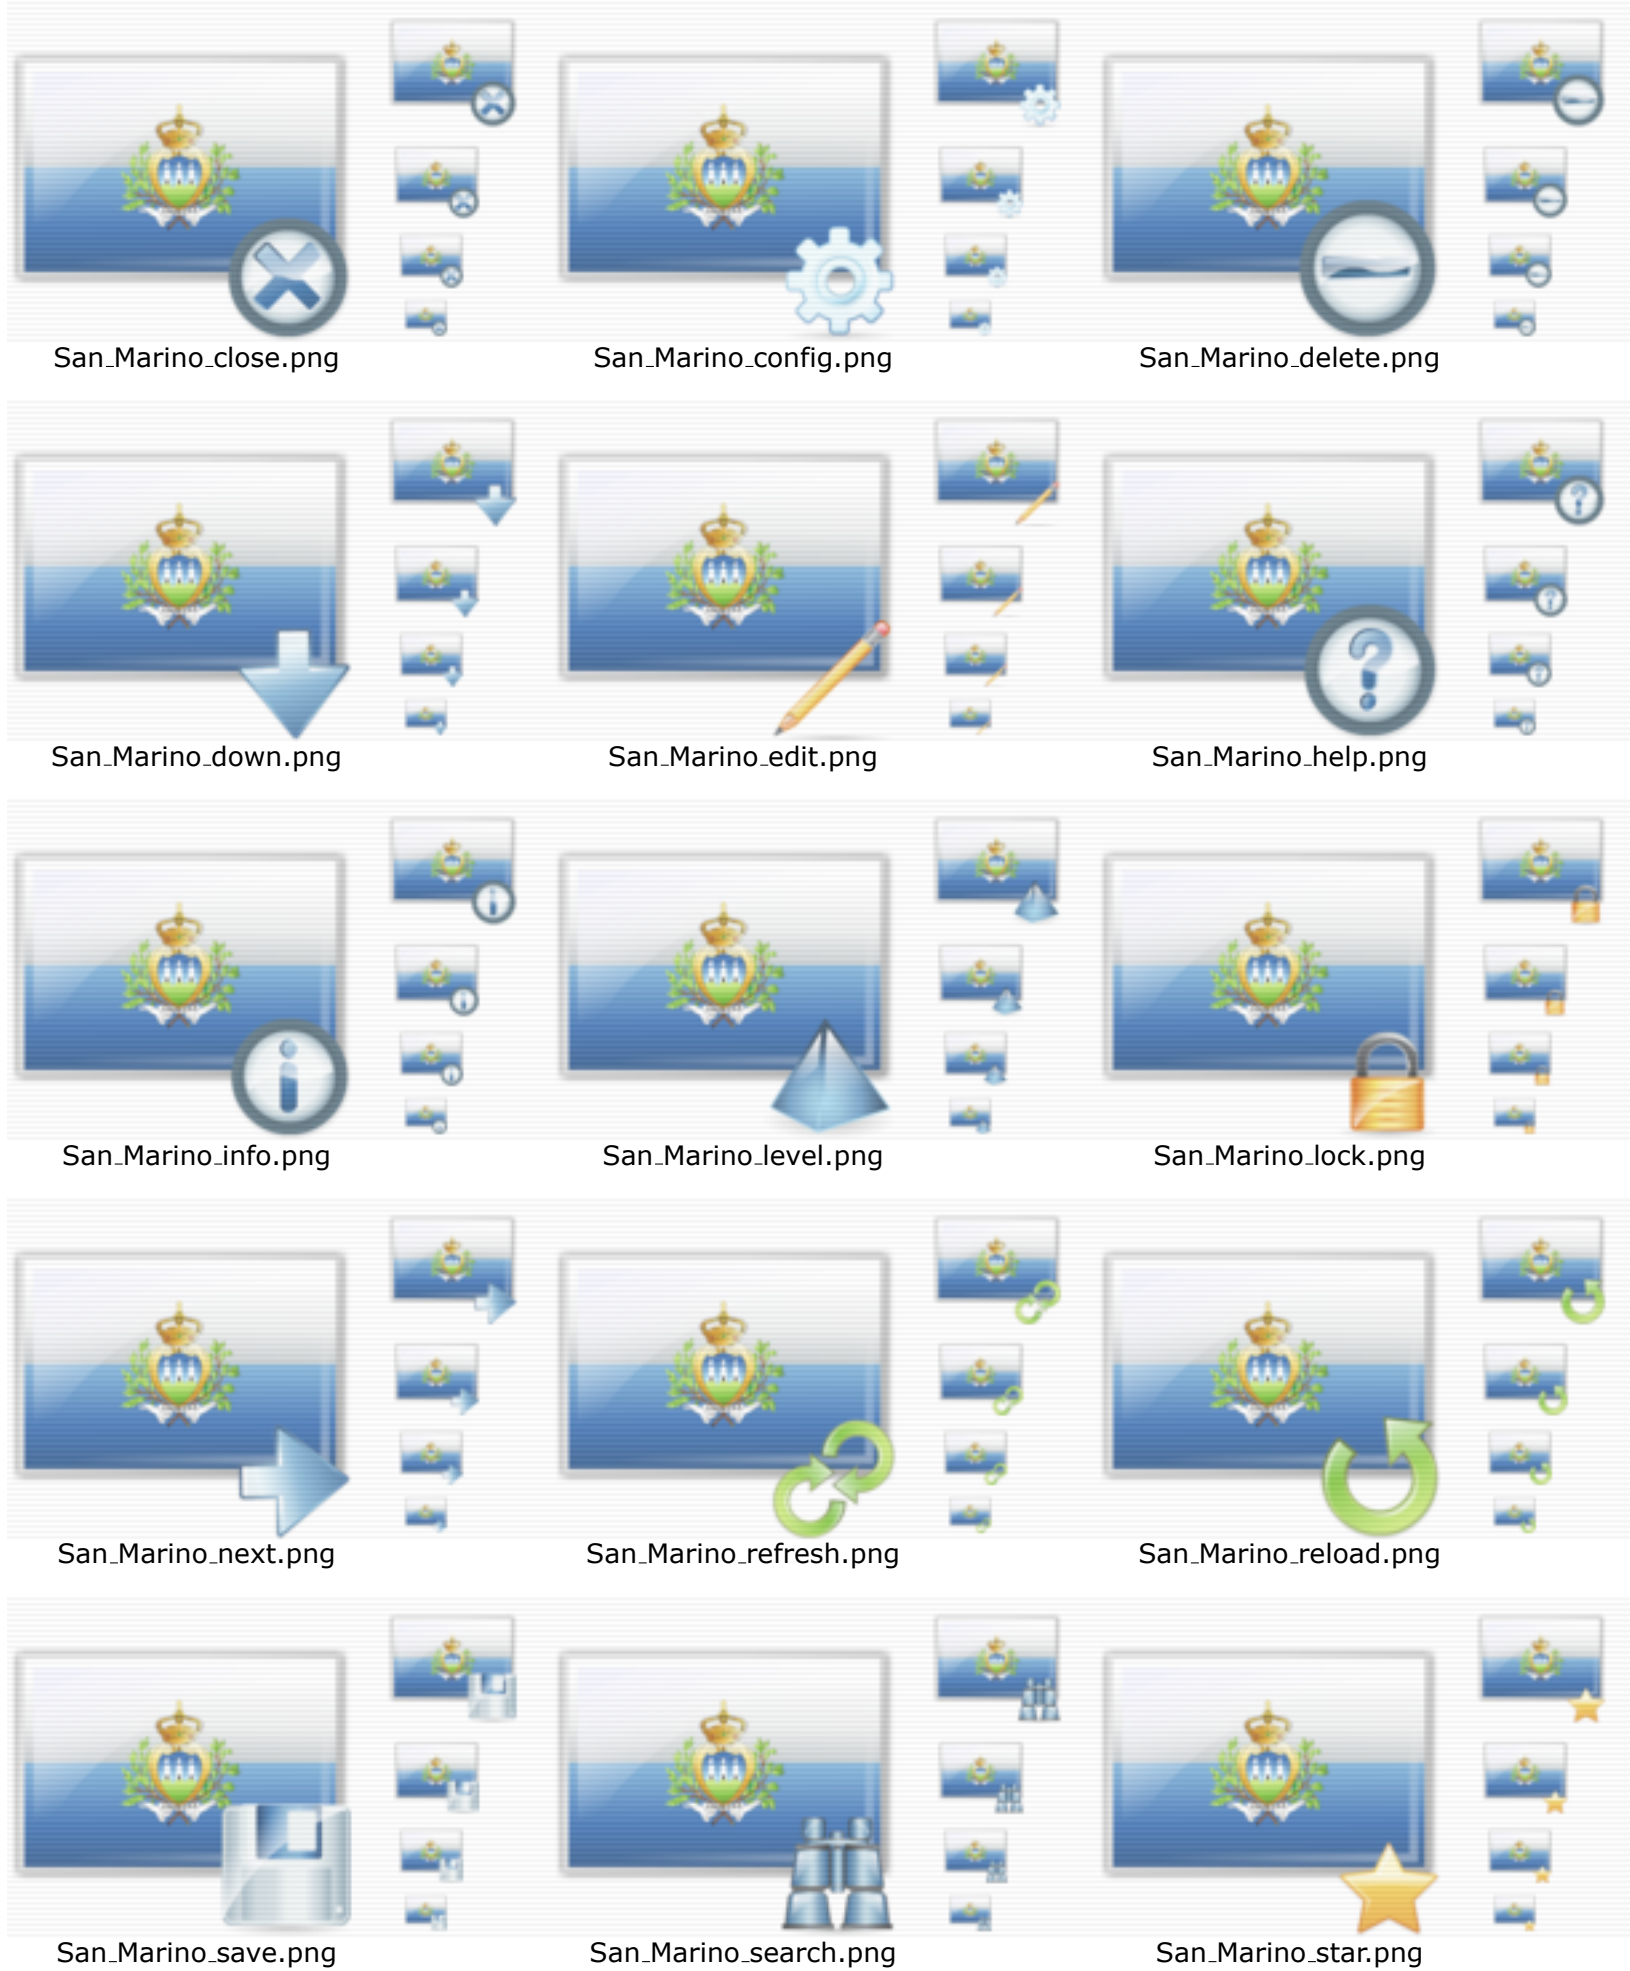 San_Marino_close.png San_Marino_config.png San_Marino_delete.png
San_Marino_down.png San_Marino_edit.png San_Marino_help.png
San_Marino_info.png San_Marino_level.png San_Marino_lock.png
San_Marino_next.png San_Marino_refresh.png San_Marino_reload.png
San_Marino_save.png San_Marino_search.png San_Marino_star.png